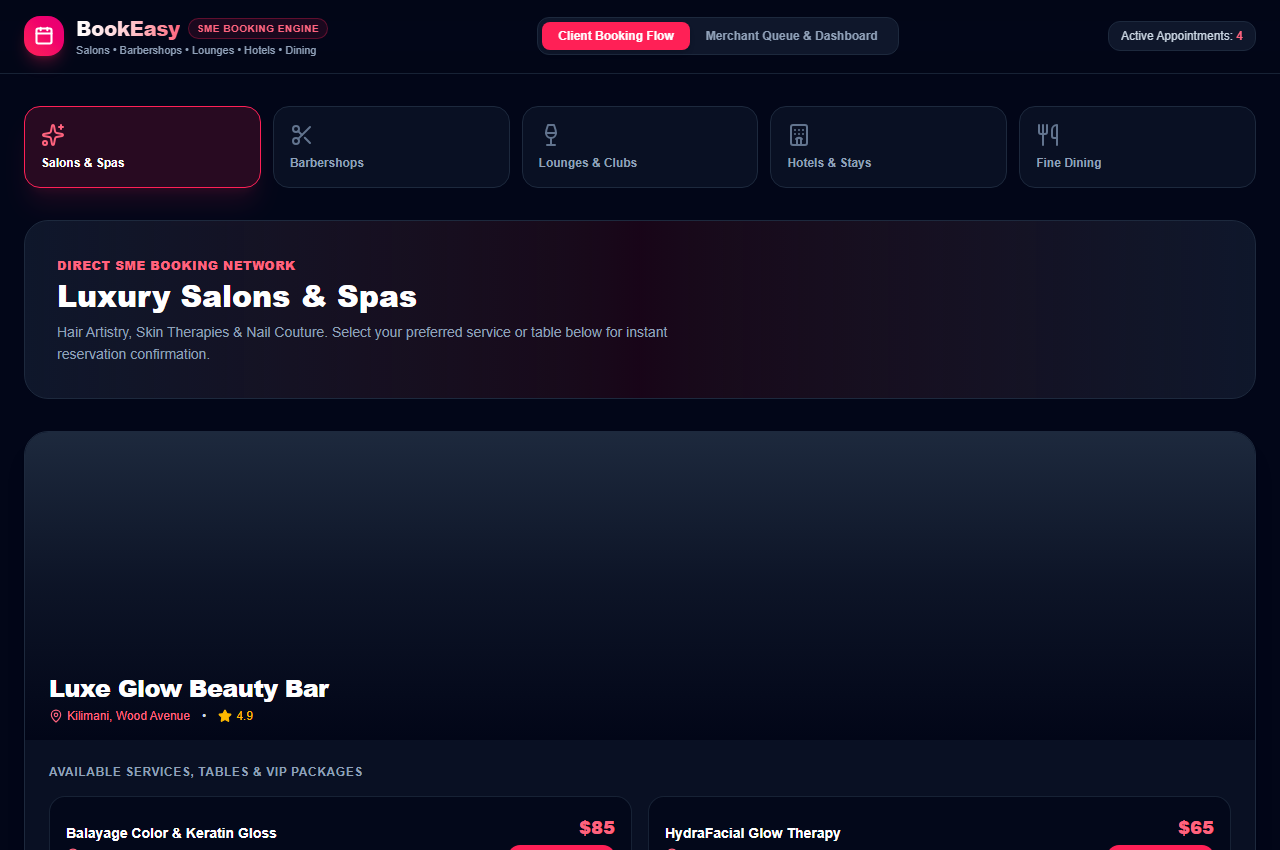 BookEasy SME BOOKING ENGINE
Salons • Barbershops • Lounges • Hotels • Dining
Client Booking Flow
Merchant Queue & Dashboard
Active Appointments: 4
Salons & Spas
Barbershops
Lounges & Clubs
Hotels & Stays
Fine Dining
DIRECT SME BOOKING NETWORK
Luxury Salons & Spas
Hair Artistry, Skin Therapies & Nail Couture. Select your preferred service or table below for instant
reservation confirmation.
Luxe Glow Beauty Bar
Kilimani, Wood Avenue • 4.9
AVAILABLE SERVICES, TABLES & VIP PACKAGES
Balayage Color & Keratin Gloss
$85
HydraFacial Glow Therapy
$65